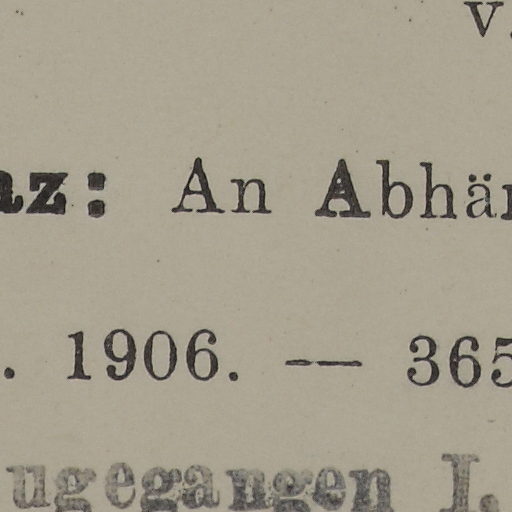 v.
az: An Abhän
. 1906. — 365
ugegangen I.